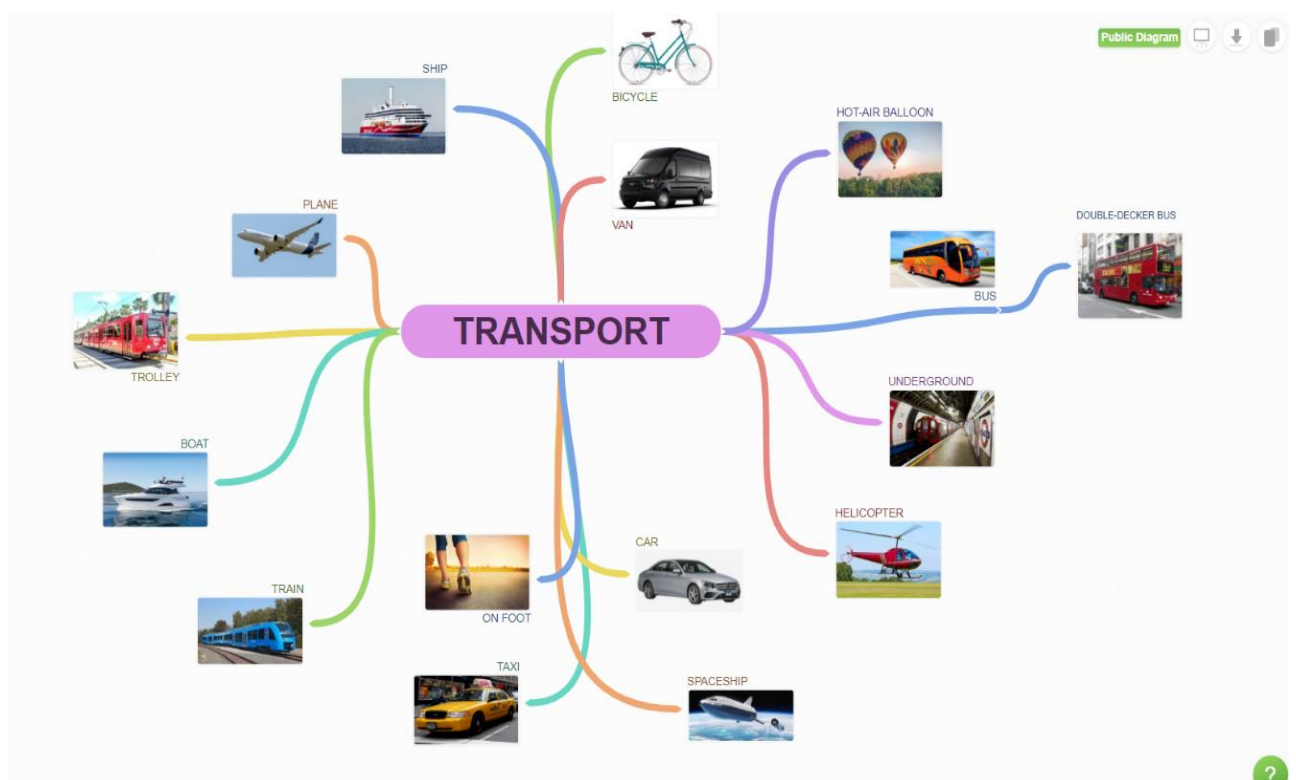 Public Diagram
SHIP
BICYCLE
HOT-AIR BALLOON
PLANE
VAN
DOUBLE-DECKER BUS
BUS
TRANSPORT
TROLLEY
UNDERGROUND
BOAT
HELICOPTER
CAR
TRAIN
ON FOOT
TAXI
SPACESHIP
?